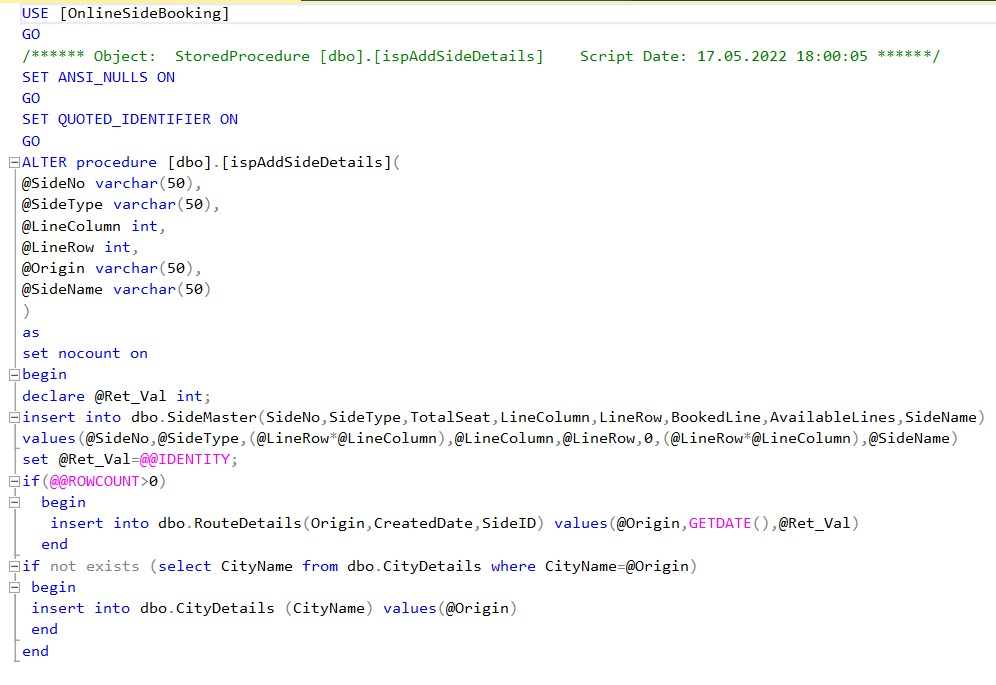 USE [OnlineSideBooking]
GO
/****** Object:  StoredProcedure [dbo].[ispAddSideDetails]    Script Date: 17.05.2022 18:00:05 ******/
SET ANSI_NULLS ON
GO
SET QUOTED_IDENTIFIER ON
GO
ALTER procedure [dbo].[ispAddSideDetails](
@SideNo varchar(50),
@SideType varchar(50),
@LineColumn int,
@LineRow int,
@Origin varchar(50),
@SideName varchar(50)
)
as
set nocount on
begin
declare @Ret_Val int;
insert into dbo.SideMaster(SideNo,SideType,TotalSeat,LineColumn,LineRow,BookedLine,AvailableLines,SideName)
values(@SideNo,@SideType,(@LineRow*@LineColumn),@LineColumn,@LineRow,0,(@LineRow*@LineColumn),@SideName)
set @Ret_Val=@@IDENTITY;
if(@@ROWCOUNT>0)
  begin
   insert into dbo.RouteDetails(Origin,CreatedDate,SideID) values(@Origin,GETDATE(),@Ret_Val)
  end
if not exists (select CityName from dbo.CityDetails where CityName=@Origin)
 begin
 insert into dbo.CityDetails (CityName) values(@Origin)
 end
end